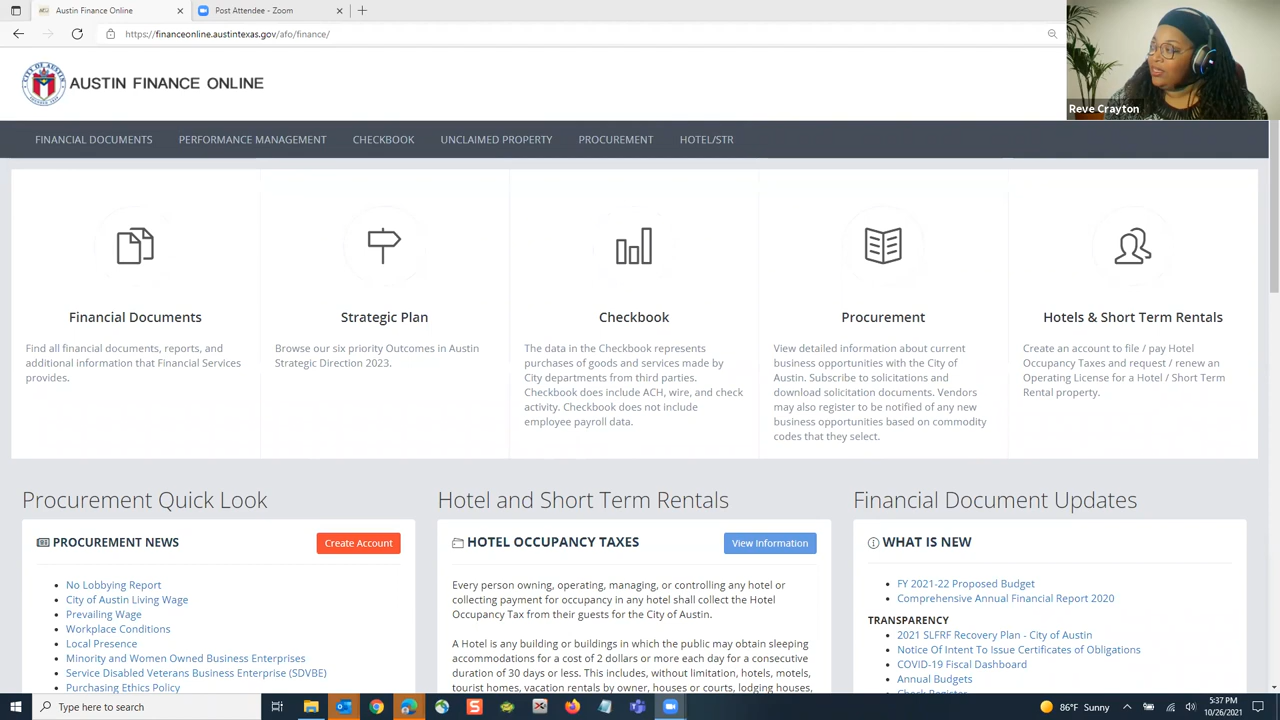 Austin Finance Online
Post Attendee - Zoom
https://financeonline.austintexas.gov/afo/finance/
Reve Crayton
AUSTIN FINANCE ONLINE
FINANCIAL DOCUMENTS PERFORMANCE MANAGEMENT CHECKBOOK UNCLAIMED PROPERTY PROCUREMENT HOTEL/STR
Financial Documents
Find all financial documents, reports, and
additional information that Financial Services
provides.
Strategic Plan
Browse our six priority Outcomes in Austin
Strategic Direction 2023.
Checkbook
The data in the Checkbook represents
purchases of goods and services made by
City departments from third parties.
Checkbook does include ACH, wire, and check
activity. Checkbook does not include
employee payroll data.
Procurement
View detailed information about current
business opportunities with the City of
Austin. Subscribe to solicitations and
download solicitation documents. Vendors
may also register to be notified of any new
business opportunities based on commodity
codes that they select.
Hotels & Short Term Rentals
Create an account to file / pay Hotel
Occupancy Taxes and request / renew an
Operating License for a Hotel / Short Term
Rental property.
Procurement Quick Look
PROCUREMENT NEWS
Create Account
No Lobbying Report
City of Austin Living Wage
Prevailing Wage
Workplace Conditions
Local Presence
Minority and Women Owned Business Enterprises
Service Disabled Veterans Business Enterprise (SDVBE)
Purchasing Ethics Policy
Hotel and Short Term Rentals
HOTEL OCCUPANCY TAXES
View Information
Every person owning, operating, managing, or controlling any hotel or
collecting payment for occupancy in any hotel shall collect the Hotel
Occupancy Tax from their guests for the City of Austin.
A Hotel is any building or buildings in which the public may obtain sleeping
accommodations for a cost of 2 dollars or more each day for a consecutive
duration of 30 days or less. This includes, without limitation, hotels, motels,
tourist homes, vacation rentals by owner, houses or courts, lodging houses,
Financial Document Updates
WHAT IS NEW
FY 2021-22 Proposed Budget
Comprehensive Annual Financial Report 2020
TRANSPARENCY
2021 SLFRF Recovery Plan - City of Austin
Notice Of Intent To Issue Certificates of Obligations
COVID-19 Fiscal Dashboard
Annual Budgets
Check Register
Type here to search
86°F Sunny
5:37 PM
10/26/2021